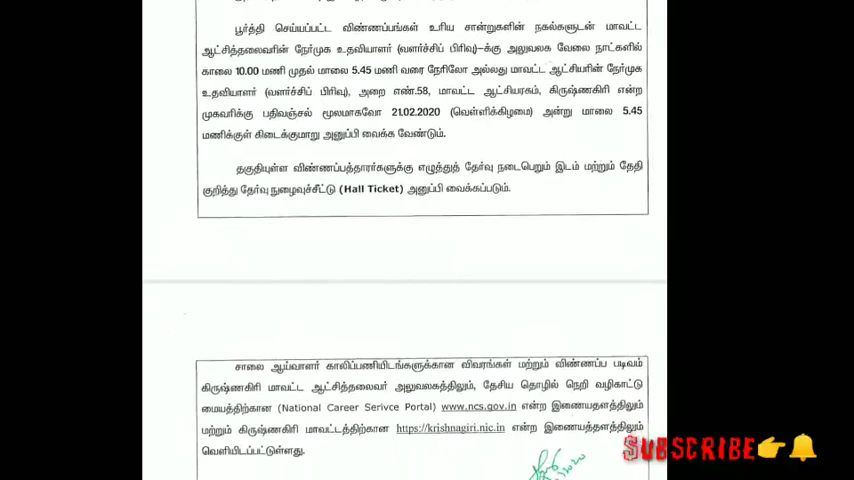 பூர்த்தி செய்யப்பட்ட விண்ணப்பங்கள் உரிய சான்றுகளின் நகல்களுடன் மாவட்ட
ஆட்சித்தலைவரின் நேர்முக உதவியாளர் (வளர்ச்சிப் பிரிவு)-க்கு அலுவலக வேலை நாட்களில்
காலை 10.00 மணி முதல் மாலை 5.45 மணி வரை நேரிலோ அல்லது மாவட்ட ஆட்சியரின் நேர்முக
உதவியாளர் (வளர்ச்சிப் பிரிவு), அறை எண்.58, மாவட்ட ஆட்சியரகம், கிருஷ்ணகிரி என்ற
முகவரிக்கு பதிவஞ்சல் மூலமாகவோ 21.02.2020 (வெள்ளிக்கிழமை) அன்று மாலை 5.45
மணிக்குள் கிடைக்குமாறு அனுப்பி வைக்க வேண்டும்.
தகுதியுள்ள விண்ணப்பத்தாரர்களுக்கு எழுத்துத் தேர்வு நடைபெறும் இடம் மற்றும் தேதி
குறித்து தேர்வு நுழைவுச்சீட்டு (Hall Ticket) அனுப்பி வைக்கப்படும்.
சாலை ஆய்வாளர் காலிப்பணியிடங்களுக்கான விவரங்கள் மற்றும் விண்ணப்ப படிவம்
கிருஷ்ணகிரி மாவட்ட ஆட்சித்தலைவர் அலுவலகத்திலும், தேசிய தொழில் நெறி வழிகாட்டு
மையத்திற்கான (National Career Serivce Portal) www.ncs.gov.in என்ற இணையதளத்திலும்
மற்றும் கிருஷ்ணகிரி மாவட்டத்திற்கான https://krishnagiri.nic.in என்ற இணையத்தளத்திலும்
வெளியிடப்பட்டுள்ளது.
SUBSCRIBE